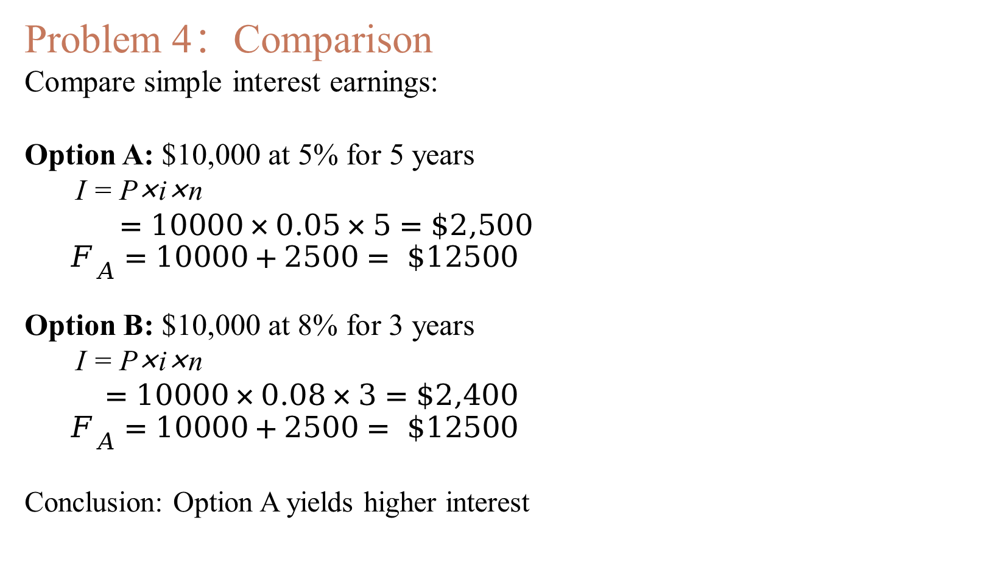 Problem 4：Comparison
Compare simple interest earnings:
Option A: $10,000 at 5% for 5 years
I = P×i×n
= 10000 × 0.05 × 5 = $2,500
F_A = 10000 + 2500 = $12500
Option B: $10,000 at 8% for 3 years
I = P×i×n
= 10000 × 0.08 × 3 = $2,400
F_A = 10000 + 2500 = $12500
Conclusion: Option A yields higher interest